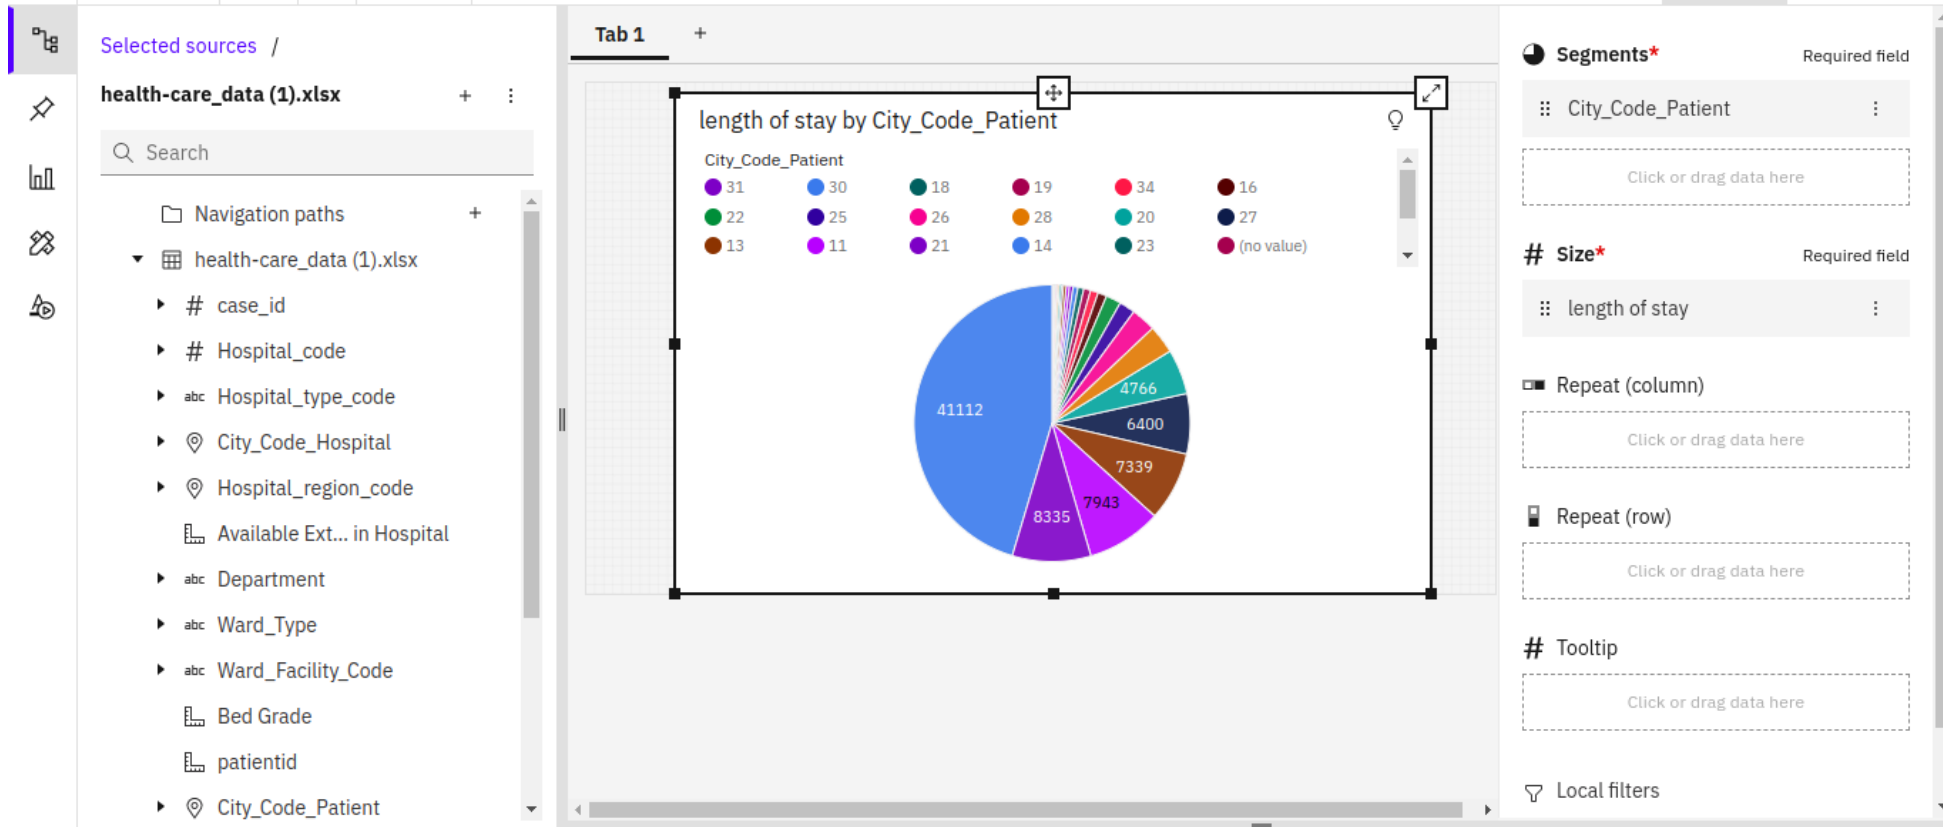 Selected sources /
health-care_data (1).xlsx
Search
Navigation paths
health-care_data (1).xlsx
# case_id
# Hospital_code
abc Hospital_type_code
City_Code_Hospital
Hospital_region_code
Available Ext... in Hospital
abc Department
abc Ward_Type
abc Ward_Facility_Code
Bed Grade
patientid
City_Code_Patient
Tab 1 +
length of stay by City_Code_Patient
City_Code_Patient
31 30 18 19 34 16
22 25 26 28 20 27
13 11 21 14 23 (no value)
4766
41112
6400
7339
7943
8335
Segments* Required field
City_Code_Patient
Click or drag data here
# Size* Required field
length of stay
Repeat (column)
Click or drag data here
Repeat (row)
Click or drag data here
# Tooltip
Click or drag data here
Local filters